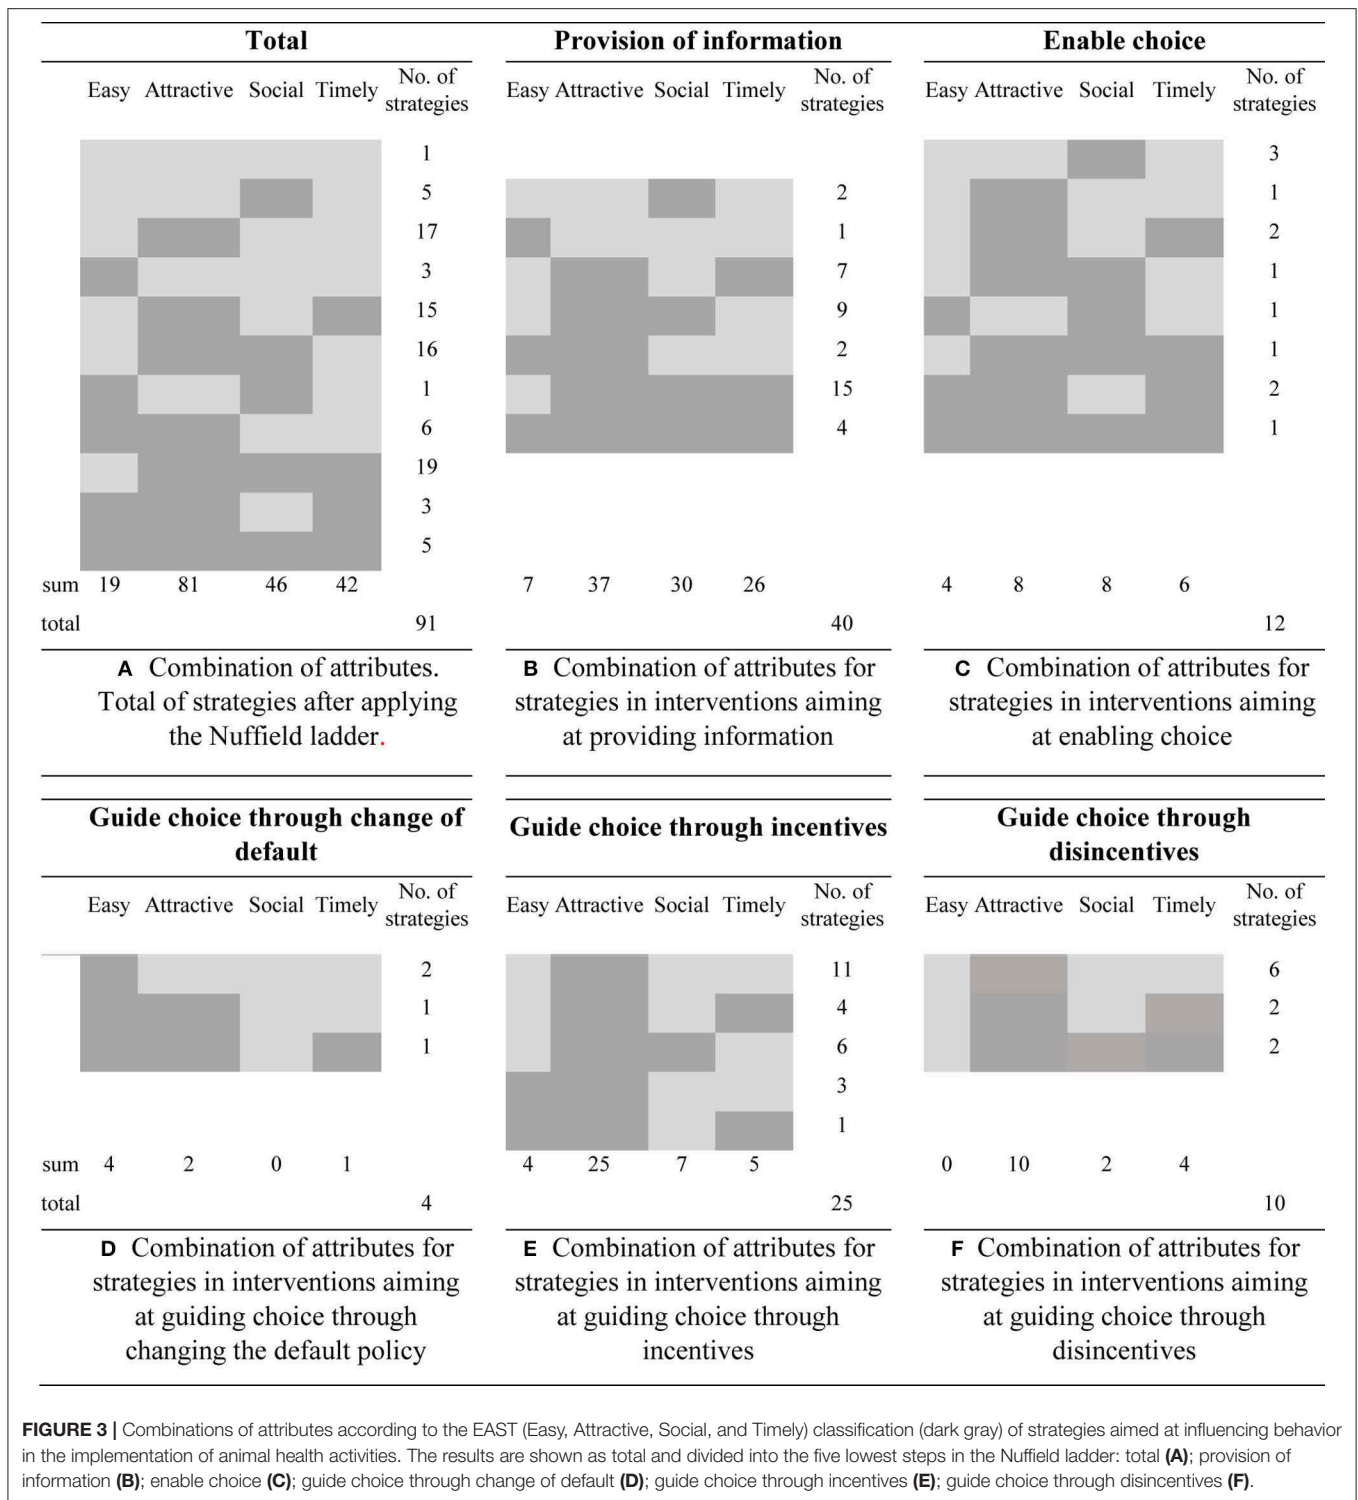 Total
Easy Attractive Social Timely No. of strategies
1
5
17
3
15
16
1
6
19
3
5
sum 19 81 46 42
total 91
A Combination of attributes.
Total of strategies after applying
the Nuffield ladder.
Provision of information
Easy Attractive Social Timely No. of strategies
2
1
7
9
2
15
4
7 37 30 26
40
B Combination of attributes for
strategies in interventions aiming
at providing information
Enable choice
Easy Attractive Social Timely No. of strategies
3
1
2
1
1
1
2
1
4 8 8 6
12
C Combination of attributes for
strategies in interventions aiming
at enabling choice
Guide choice through change of
default
Easy Attractive Social Timely No. of strategies
2
1
1
sum 4 2 0 1
total 4
D Combination of attributes for
strategies in interventions aiming
at guiding choice through
changing the default policy
Guide choice through incentives
Easy Attractive Social Timely No. of strategies
11
4
6
3
1
4 25 7 5
25
E Combination of attributes for
strategies in interventions aiming
at guiding choice through
incentives
Guide choice through
disincentives
Easy Attractive Social Timely No. of strategies
6
2
2
0 10 2 4
10
F Combination of attributes for
strategies in interventions aiming
at guiding choice through
disincentives
FIGURE 3 | Combinations of attributes according to the EAST (Easy, Attractive, Social, and Timely) classification (dark gray) of strategies aimed at influencing behavior
in the implementation of animal health activities. The results are shown as total and divided into the five lowest steps in the Nuffield ladder: total (A); provision of
information (B); enable choice (C); guide choice through change of default (D); guide choice through incentives (E); guide choice through disincentives (F).